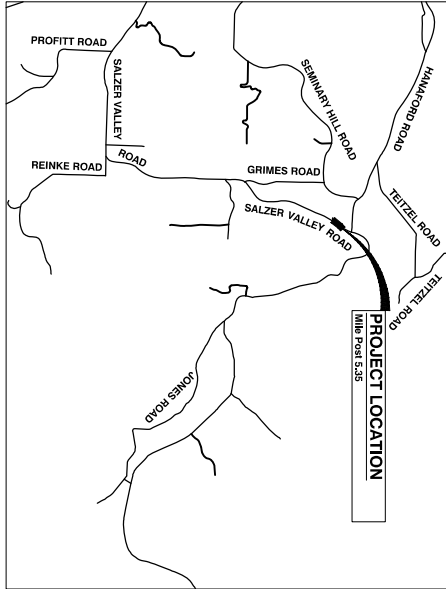 PROFITT ROAD
SALZER VALLEY
ROAD
REINKE ROAD
SEMINARY HILL ROAD
HANAFORD ROAD
GRIMES ROAD
SALZER VALLEY ROAD
TEITZEL ROAD
TEITZEL ROAD
PROJECT LOCATION
Mile Post 5.35
JONES ROAD